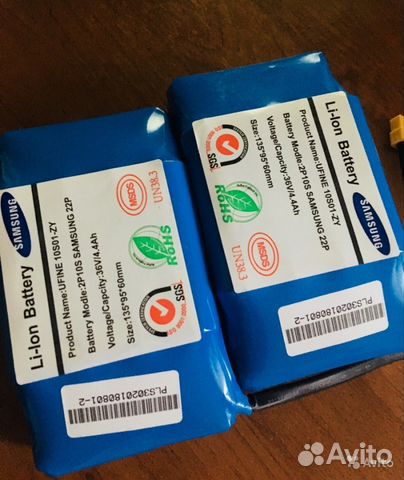 SAMSUNG
Li-Ion Battery
Product Name:UFINE 10S01-ZY
Battery Modle:2P10S SAMSUNG 22P
Voltage/Capcity:36V/4.4Ah
Size:135*95*60mm
MSDS
UN38.3
RoHS
SGS
PLS3020180801-2
SAMSUNG
Li-Ion Battery
Product Name:UFINE 10S01-ZY
Battery Modle:2P10S SAMSUNG 22P
Voltage/Capcity:36V/4.4Ah
Size:135*95*60mm
MSDS
UN38.3
RoHS
SGS
PLS3020180801-2
Avito
Avito